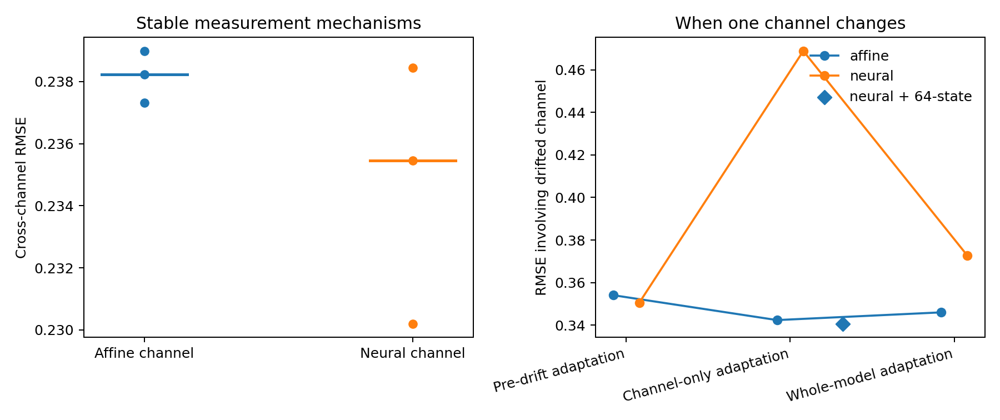 Stable measurement mechanisms
Cross-channel RMSE
0.238
0.236
0.234
0.232
0.230
Affine channel
Neural channel
When one channel changes
RMSE involving drifted channel
0.46
0.44
0.42
0.40
0.38
0.36
0.34
affine
neural
neural + 64-state
Pre-drift adaptation
Channel-only adaptation
Whole-model adaptation